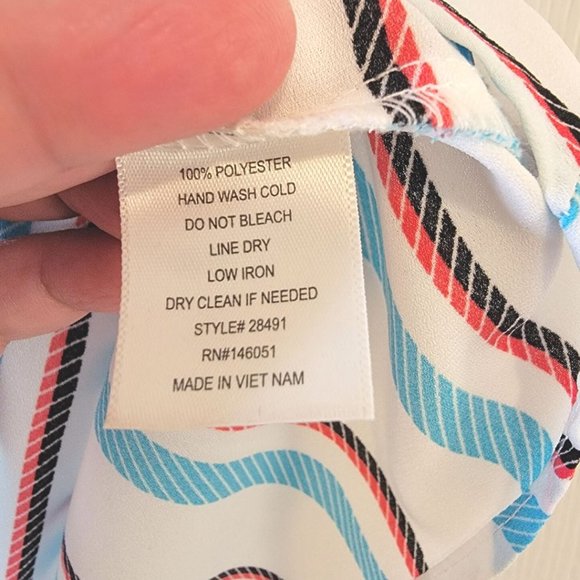 100% POLYESTER
HAND WASH COLD
DO NOT BLEACH
LINE DRY
LOW IRON
DRY CLEAN IF NEEDED
STYLE# 28491
RN#146051
MADE IN VIET NAM